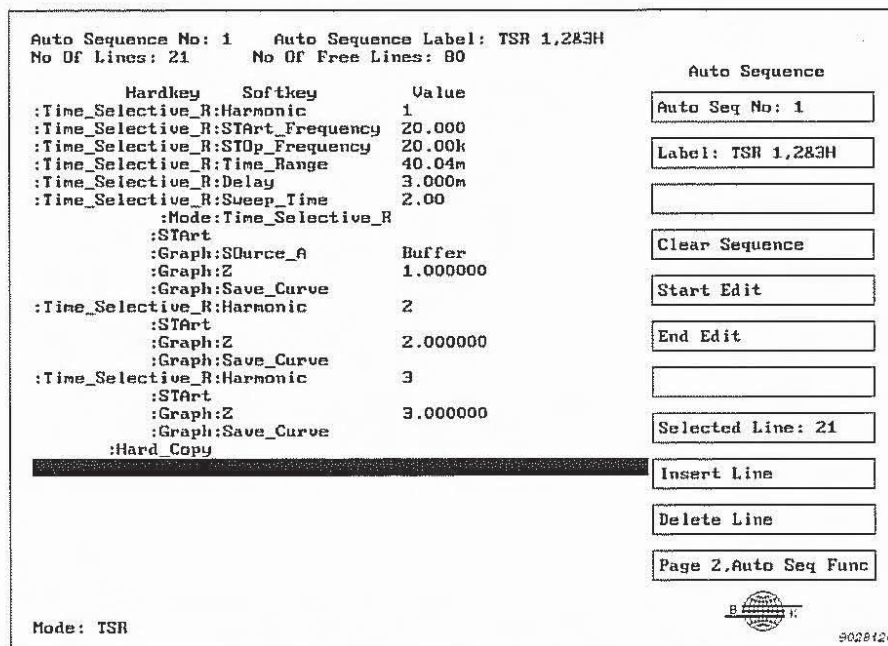 Auto Sequence No: 1 Auto Sequence Label: TSR 1,2&3H
No Of Lines: 21 No Of Free Lines: 80
Hardkey Softkey Value
:Time_Selective_R:Harmonic 1
:Time_Selective_R:STArt_Frequency 20.000
:Time_Selective_R:STOp_Frequency 20.00k
:Time_Selective_R:Time_Range 40.04m
:Time_Selective_R:Delay 3.000m
:Time_Selective_R:Sweep_Time 2.00
:Mode:Time_Selective_R
:STArt
:Graph:SOurce_A Buffer
:Graph:Z 1.000000
:Graph:Save_Curve
:Time_Selective_R:Harmonic 2
:STArt
:Graph:Z 2.000000
:Graph:Save_Curve
:Time_Selective_R:Harmonic 3
:STArt
:Graph:Z 3.000000
:Graph:Save_Curve
:Hard_Copy
Mode: TSR
Auto Sequence
Auto Seq No: 1
Label: TSR 1,2&3H
Clear Sequence
Start Edit
End Edit
Selected Line: 21
Insert Line
Delete Line
Page 2,Auto Seq Func
B K